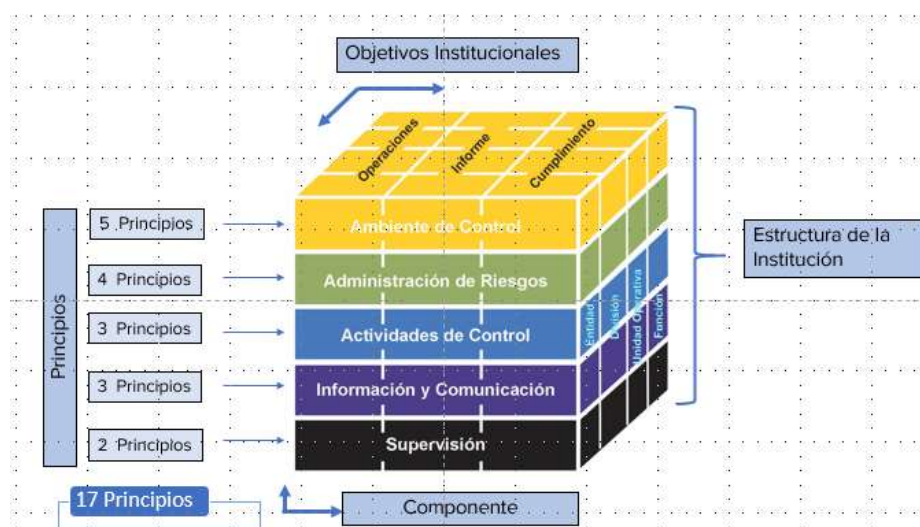 Objetivos Institucionales
Operaciones
Informe
Cumplimiento
Principios
5 Principios
Ambiente de Control
4 Principios
Administración de Riesgos
3 Principios
Actividades de Control
3 Principios
Información y Comunicación
2 Principios
Supervisión
Entidad
División
Unidad Operativa
Función
Estructura de la
Institución
17 Principios
Componente